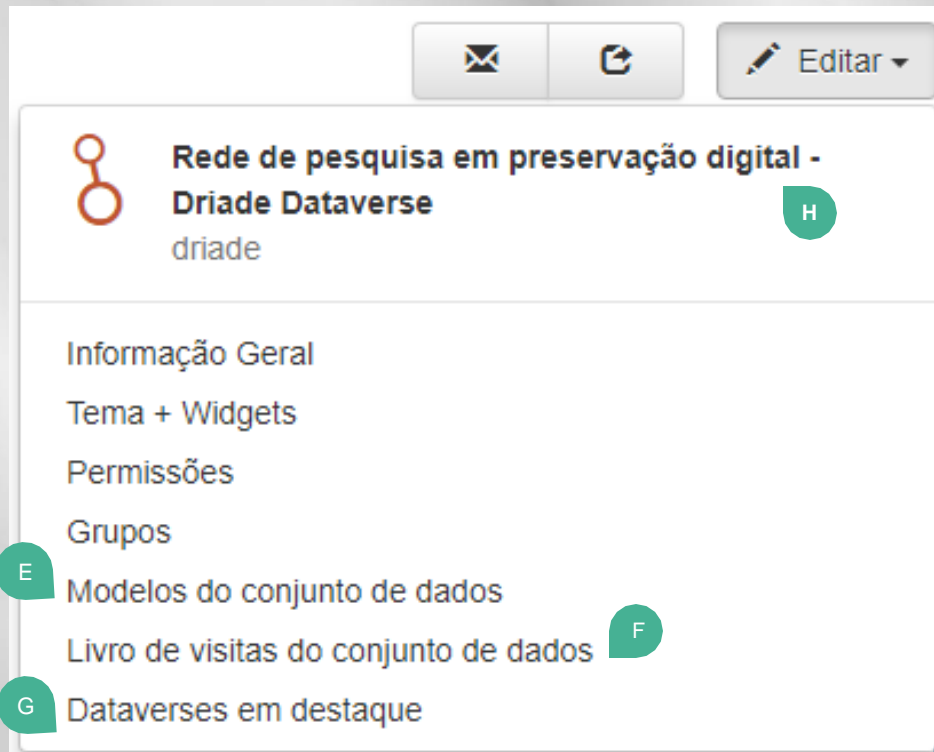 Editar
Rede de pesquisa em preservação digital -
Driade Dataverse
H
driade
Informação Geral
Tema + Widgets
Permissões
Grupos
E
Modelos do conjunto de dados
F
Livro de visitas do conjunto de dados
G
Dataverses em destaque